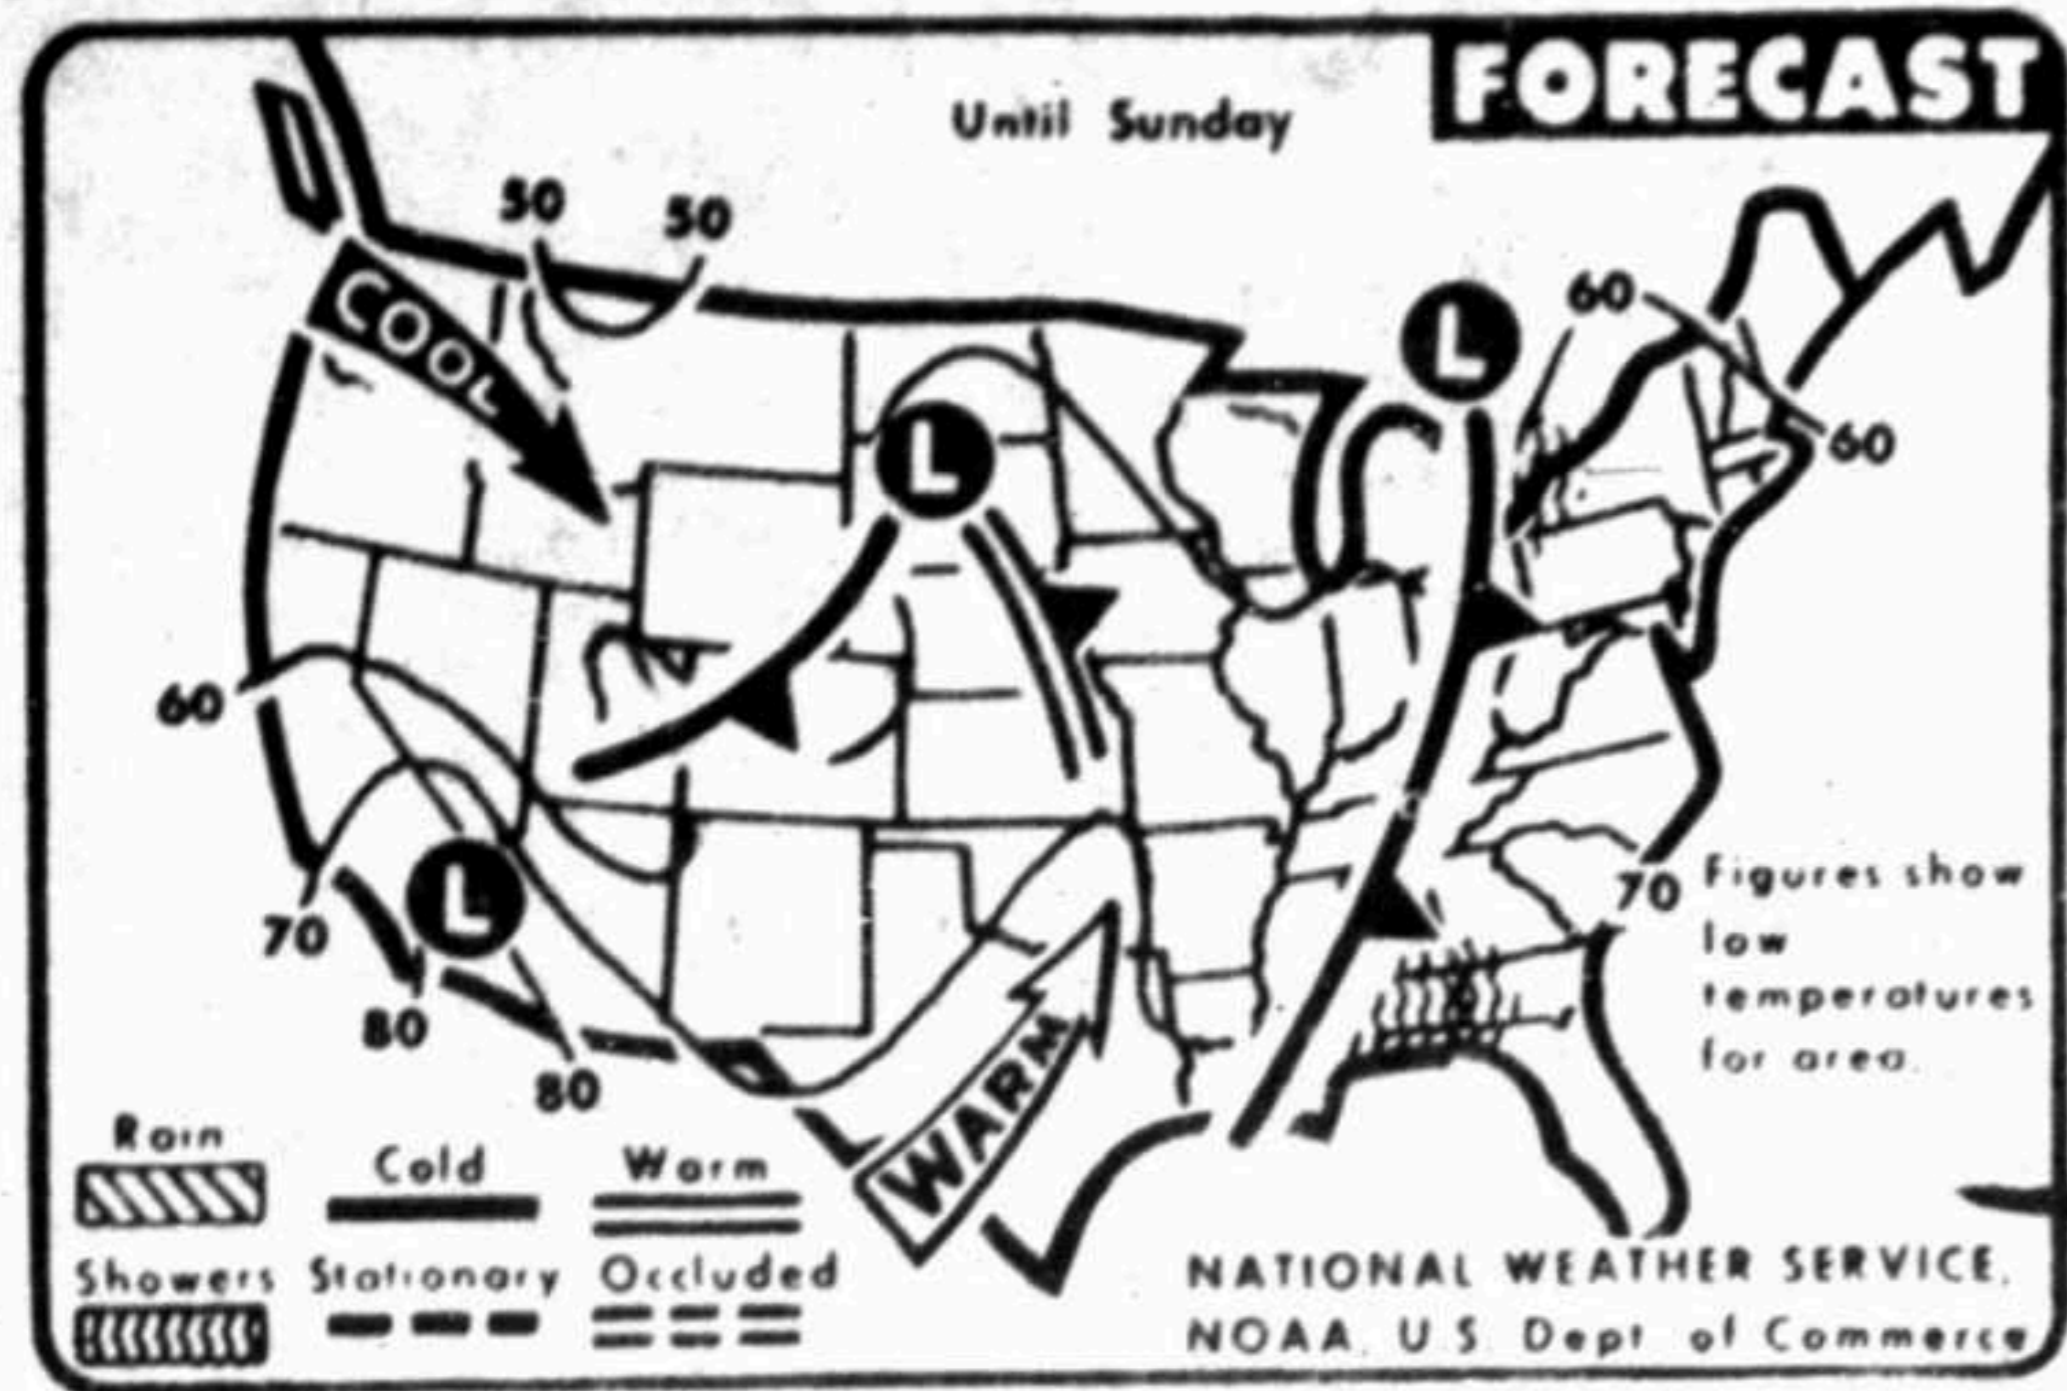 FORECAST
Until Sunday
50
50
COOL
L
60
L
60
60
L
70
80
80
70
WARM
Figures show
low
temperatures
for area.
Rain
Cold
Warm
Showers
Stationary
Occluded
NATIONAL WEATHER SERVICE,
NOAA, U S Dept of Commerce